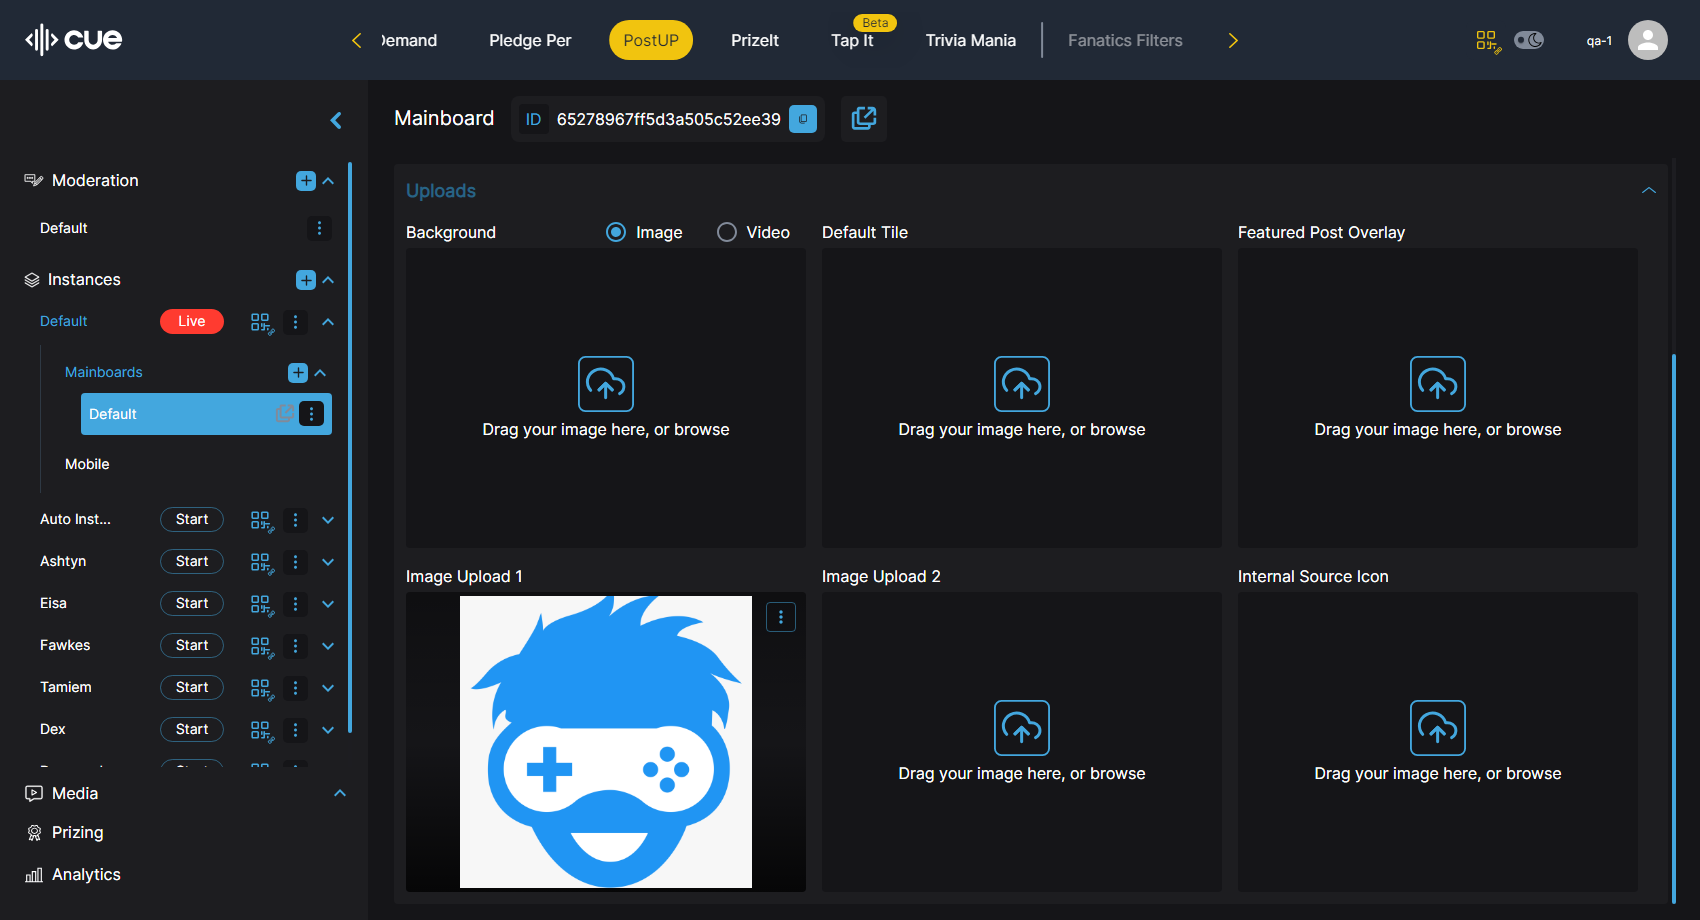 cue
Demand
Pledge Per
PostUP
PrizeIt
Beta
Tap It
Trivia Mania
Fanatics Filters
qa-1
Mainboard
ID 65278967ff5d3a505c52ee39
Moderation
Default
Instances
Default Live
Mainboards
Default
Mobile
Auto Inst... Start
Ashtyn Start
Eisa Start
Fawkes Start
Tamiem Start
Dex Start
Media
Prizing
Analytics
Uploads
Background Image Video
Default Tile
Featured Post Overlay
Drag your image here, or browse
Drag your image here, or browse
Drag your image here, or browse
Image Upload 1
Image Upload 2
Internal Source Icon
Drag your image here, or browse
Drag your image here, or browse